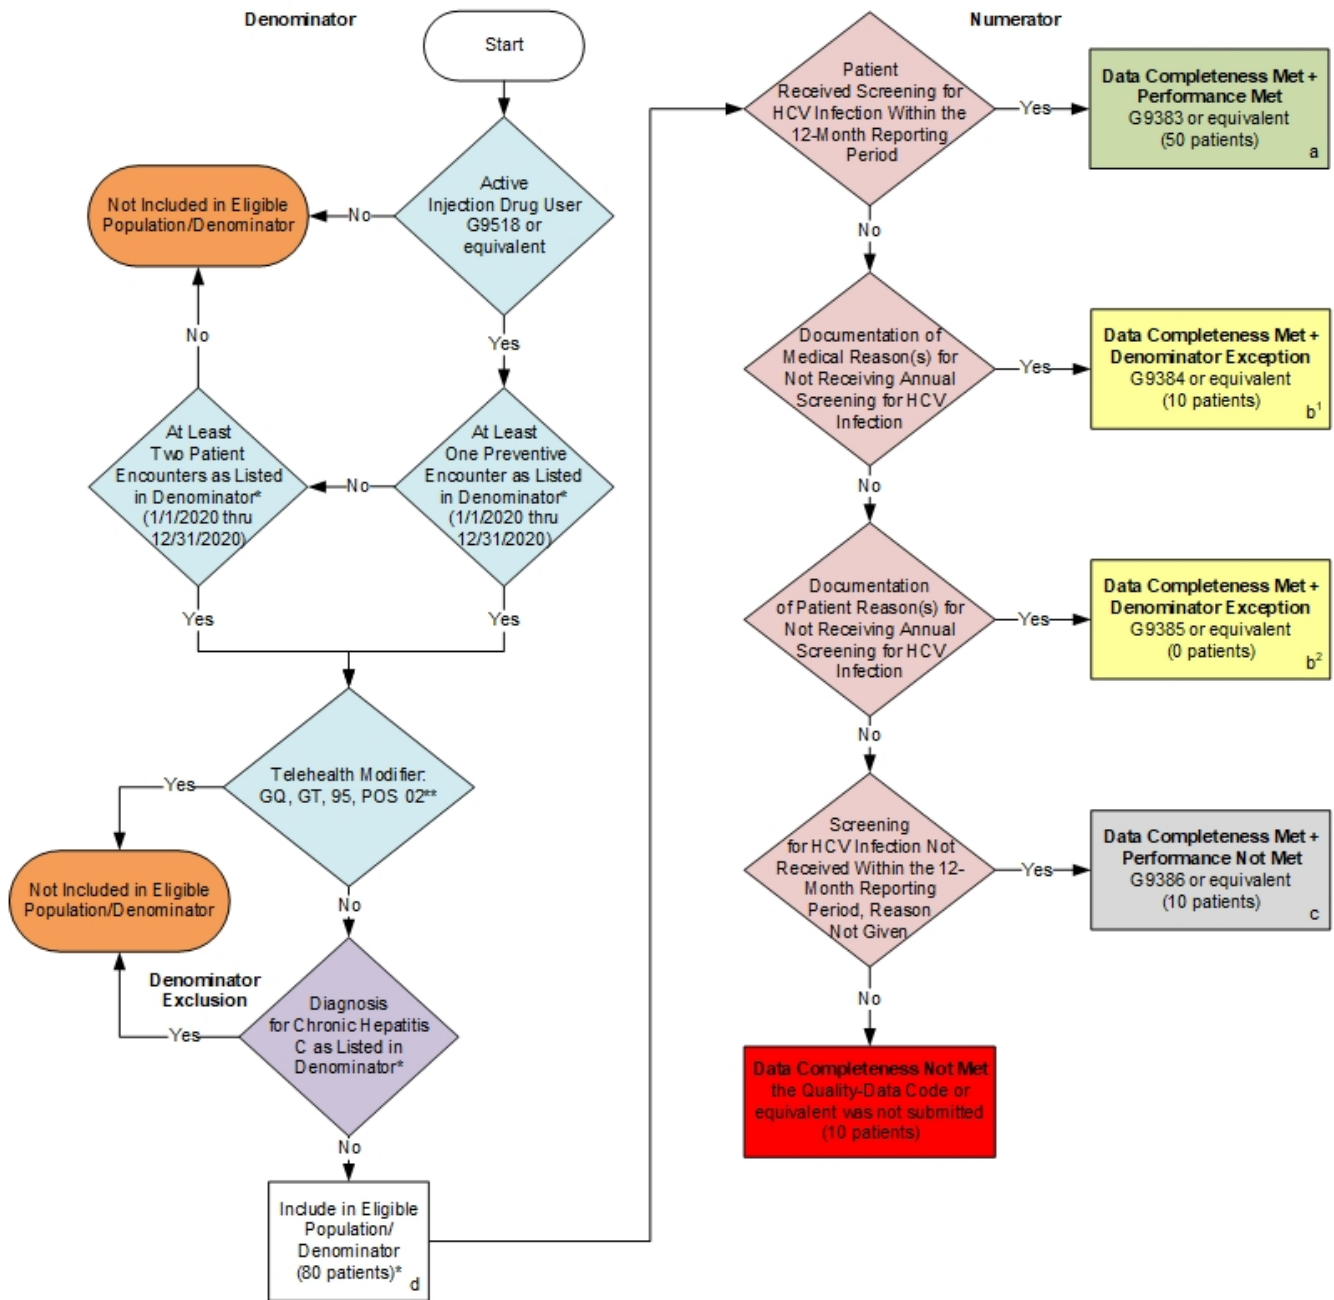 Denominator
Start
Active
Injection Drug User
G9518 or
equivalent
No
Not Included in Eligible
Population/Denominator
Yes
No
At Least
One Preventive
Encounter as Listed
in Denominator*
(1/1/2020 thru
12/31/2020)
No
At Least
Two Patient
Encounters as Listed
in Denominator*
(1/1/2020 thru
12/31/2020)
Yes
Yes
Telehealth Modifier:
GQ, GT, 95, POS 02**
Yes
Not Included in Eligible
Population/Denominator
No
Denominator
Exclusion
Diagnosis
for Chronic Hepatitis
C as Listed in
Denominator*
Yes
No
Include in Eligible
Population/
Denominator
(80 patients)*
d
Numerator
Patient
Received Screening for
HCV Infection Within the
12-Month Reporting
Period
Yes
Data Completeness Met +
Performance Met
G9383 or equivalent
(50 patients)
a
No
Documentation of
Medical Reason(s) for
Not Receiving Annual
Screening for HCV
Infection
Yes
Data Completeness Met +
Denominator Exception
G9384 or equivalent
(10 patients)
b1
No
Documentation
of Patient Reason(s) for
Not Receiving Annual
Screening for HCV
Infection
Yes
Data Completeness Met +
Denominator Exception
G9385 or equivalent
(0 patients)
b2
No
Screening
for HCV Infection Not
Received Within the 12-
Month Reporting
Period, Reason
Not Given
Yes
Data Completeness Met +
Performance Not Met
G9386 or equivalent
(10 patients)
c
No
Data Completeness Not Met
the Quality-Data Code or
equivalent was not submitted
(10 patients)